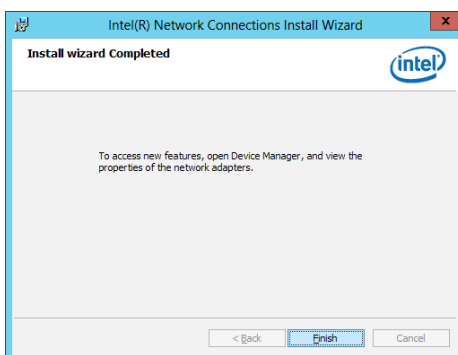 Intel(R) Network Connections Install Wizard
x
Install wizard Completed
intel
To access new features, open Device Manager, and view the
properties of the network adapters.
< Back
Finish
Cancel